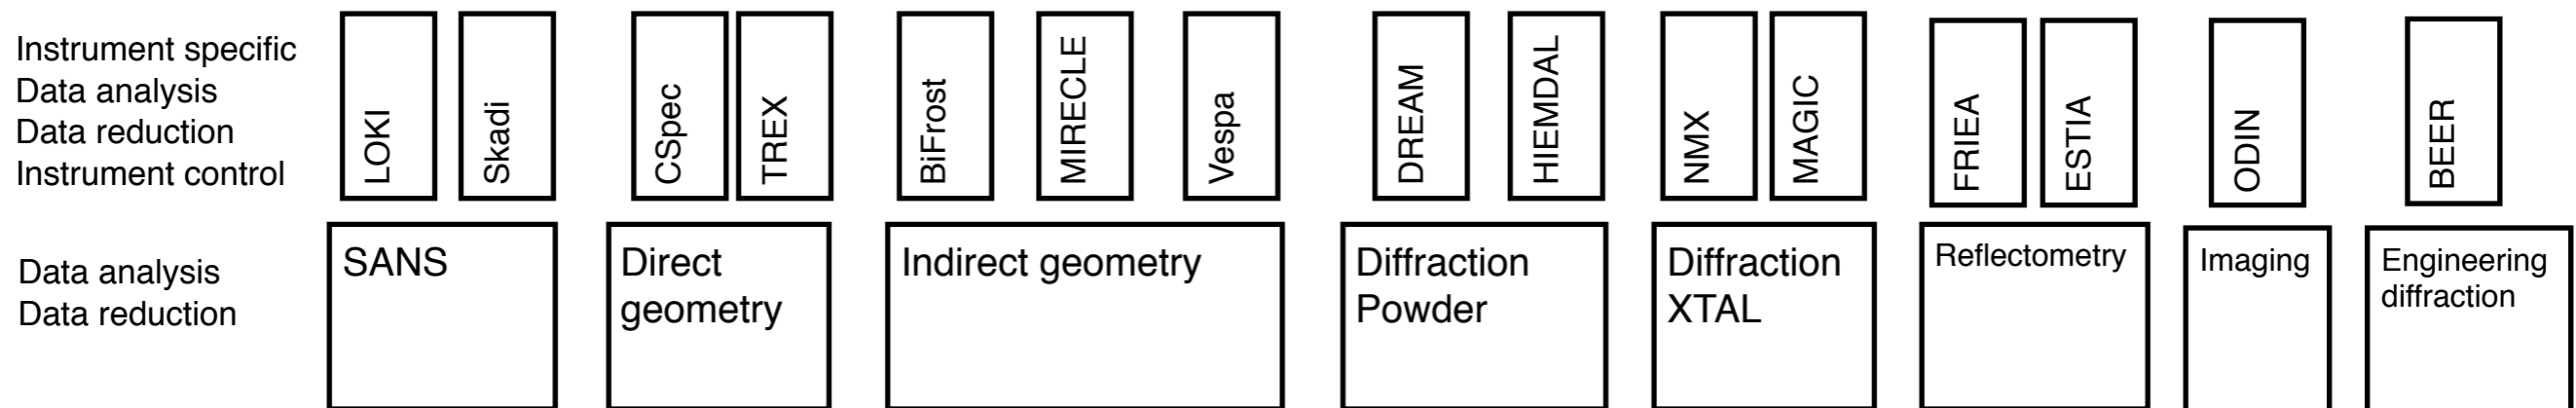 Instrument specific
Data analysis
Data reduction
Instrument control
LOKI
Skadi
CSpec
TREX
BiFrost
MIRECLE
Vespa
DREAM
HIEMDAL
NMX
MAGIC
FRIEA
ESTIA
ODIN
BEER
Data analysis
Data reduction
SANS
Direct
geometry
Indirect geometry
Diffraction
Powder
Diffraction
XTAL
Reflectometry
Imaging
Engineering
diffraction